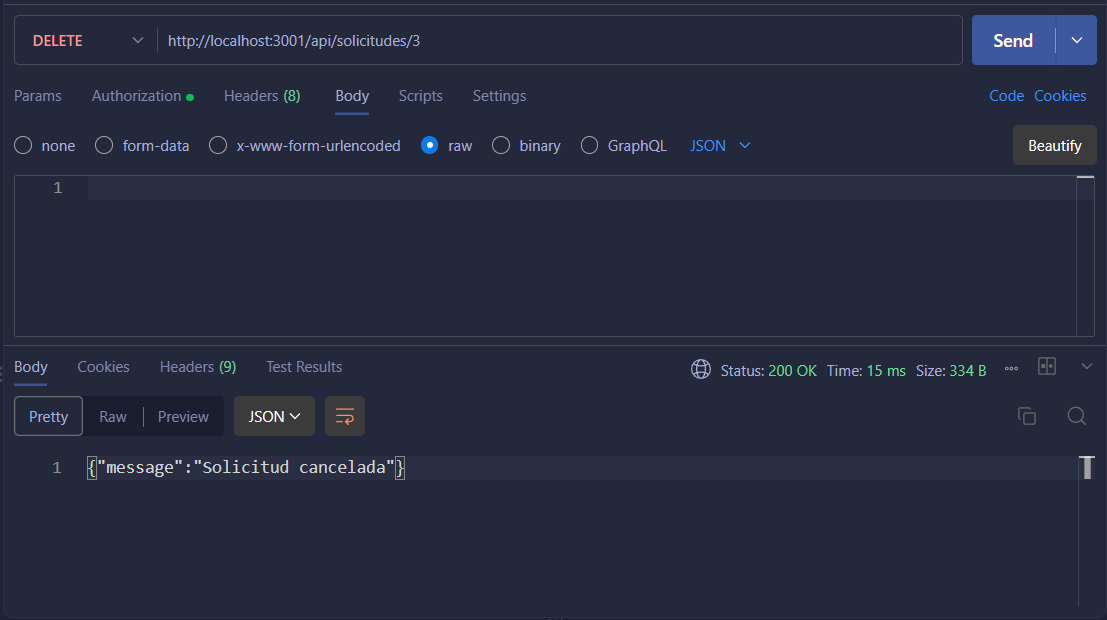 DELETE http://localhost:3001/api/solicitudes/3 Send
Params Authorization Headers (8) Body Scripts Settings Code Cookies
none form-data x-www-form-urlencoded raw binary GraphQL JSON Beautify
1
Body Cookies Headers (9) Test Results Status: 200 OK Time: 15 ms Size: 334 B
Pretty Raw Preview JSON
1 {"message":"Solicitud cancelada"}